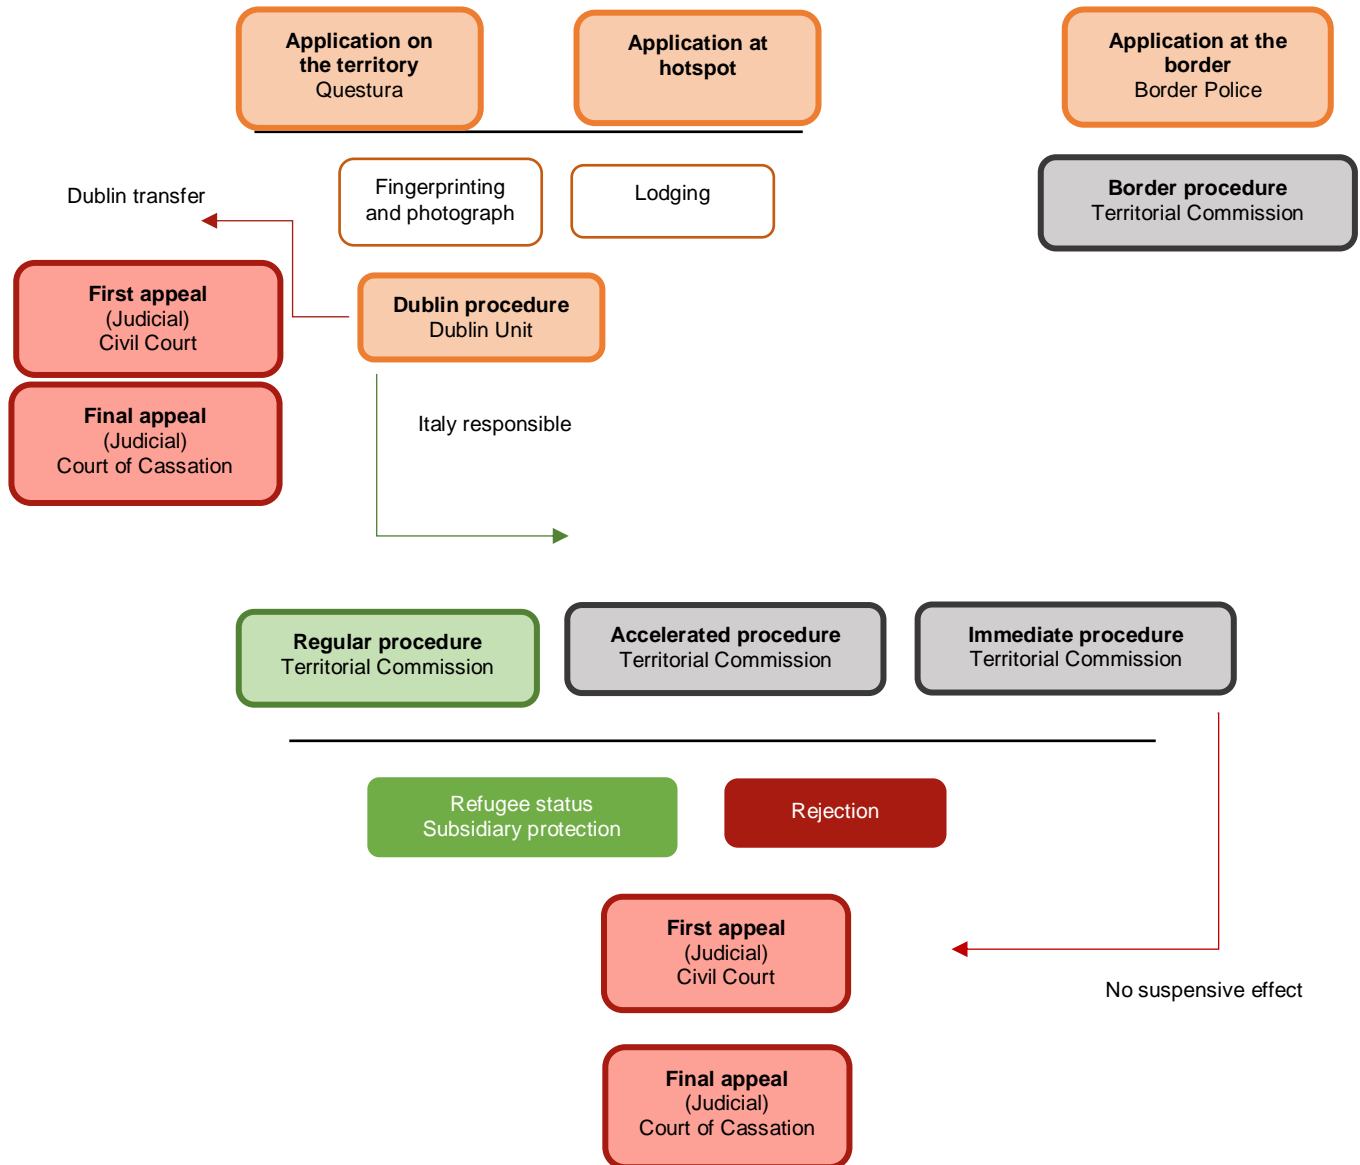 Application on
the territory
Questura
Application at
hotspot
Application at the
border
Border Police
Fingerprinting
and photograph
Lodging
Border procedure
Territorial Commission
Dublin transfer
First appeal
(Judicial)
Civil Court
Dublin procedure
Dublin Unit
Final appeal
(Judicial)
Court of Cassation
Italy responsible
Regular procedure
Territorial Commission
Accelerated procedure
Territorial Commission
Immediate procedure
Territorial Commission
Refugee status
Subsidiary protection
Rejection
First appeal
(Judicial)
Civil Court
No suspensive effect
Final appeal
(Judicial)
Court of Cassation